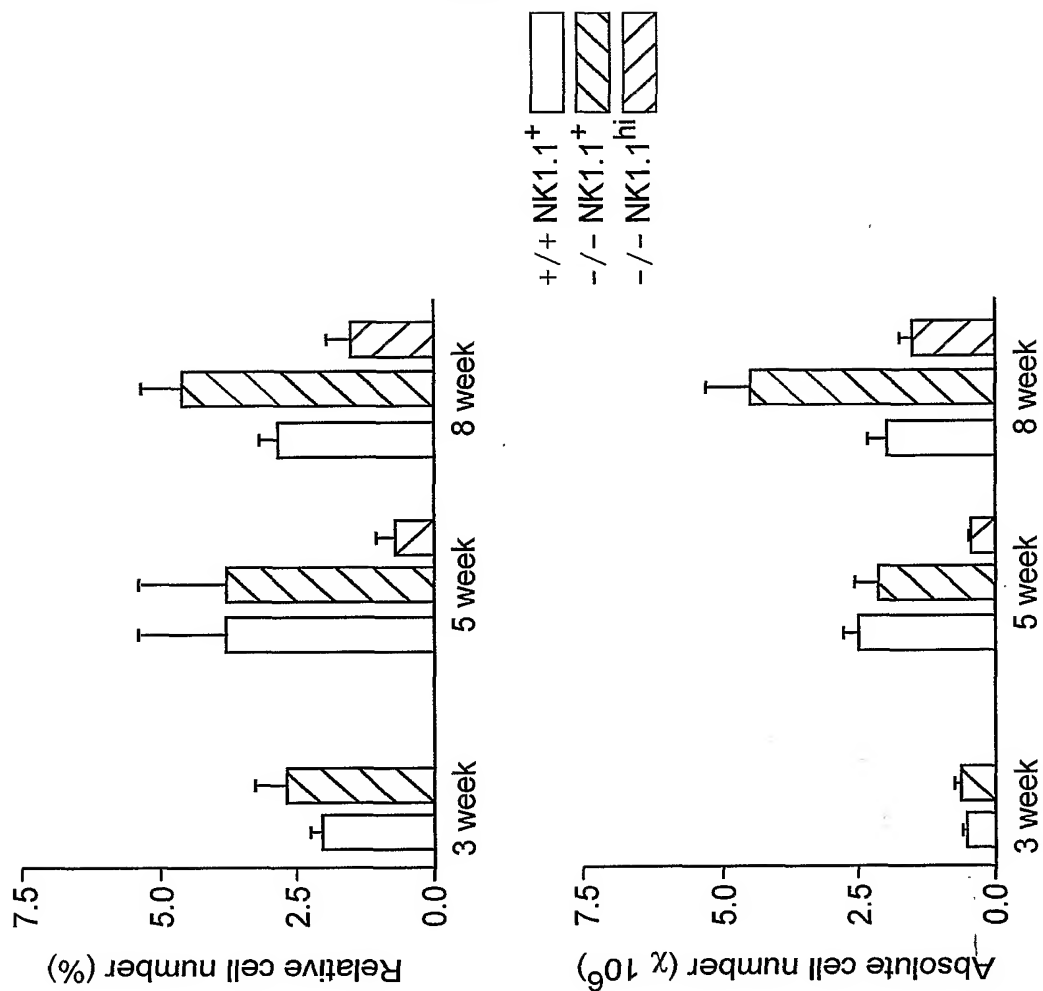 Relative cell number (%)
7.5
5.0
2.5
0.0
3 week
5 week
8 week
Absolute cell number (χ 10⁶)
7.5
5.0
2.5
0.0
3 week
5 week
8 week
+/+ NK1.1⁺
-/- NK1.1⁺
-/- NK1.1ʰⁱ